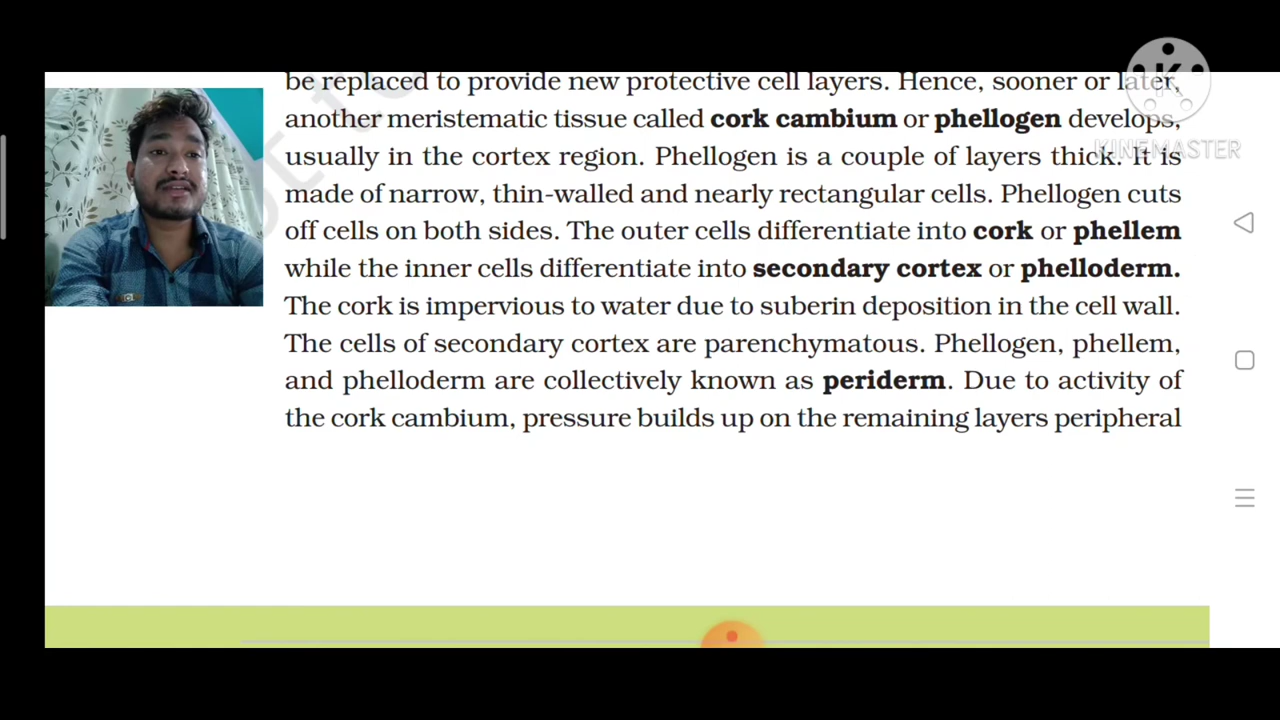 be replaced to provide new protective cell layers. Hence, sooner or later,
another meristematic tissue called cork cambium or phellogen develops,
usually in the cortex region. Phellogen is a couple of layers thick. It is
made of narrow, thin-walled and nearly rectangular cells. Phellogen cuts
off cells on both sides. The outer cells differentiate into cork or phellem
while the inner cells differentiate into secondary cortex or phelloderm.
The cork is impervious to water due to suberin deposition in the cell wall.
The cells of secondary cortex are parenchymatous. Phellogen, phellem,
and phelloderm are collectively known as periderm. Due to activity of
the cork cambium, pressure builds up on the remaining layers peripheral
K
KINEMASTER